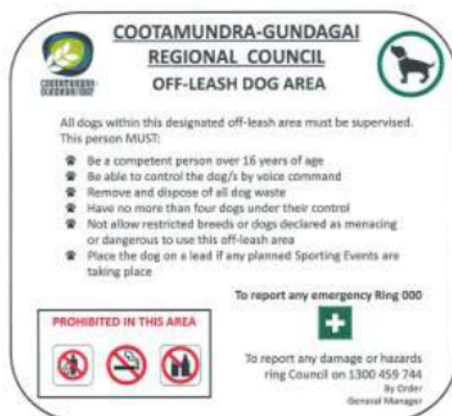 COOTAMUNDRA-GUNDAGAI
REGIONAL COUNCIL
OFF-LEASH DOG AREA
COOTAMUNDRA-
GUNDAGAI REGIONAL COUNCIL
All dogs within this designated off-leash area must be supervised.
This person MUST:
Be a competent person over 16 years of age
Be able to control the dog/s by voice command
Remove and dispose of all dog waste
Have no more than four dogs under their control
Not allow restricted breeds or dogs declared as menacing
or dangerous to use this off-leash area
Place the dog on a lead if any planned Sporting Events are
taking place
To report any emergency Ring 000
PROHIBITED IN THIS AREA
To report any damage or hazards
ring Council on 1300 459 744
By Order
General Manager